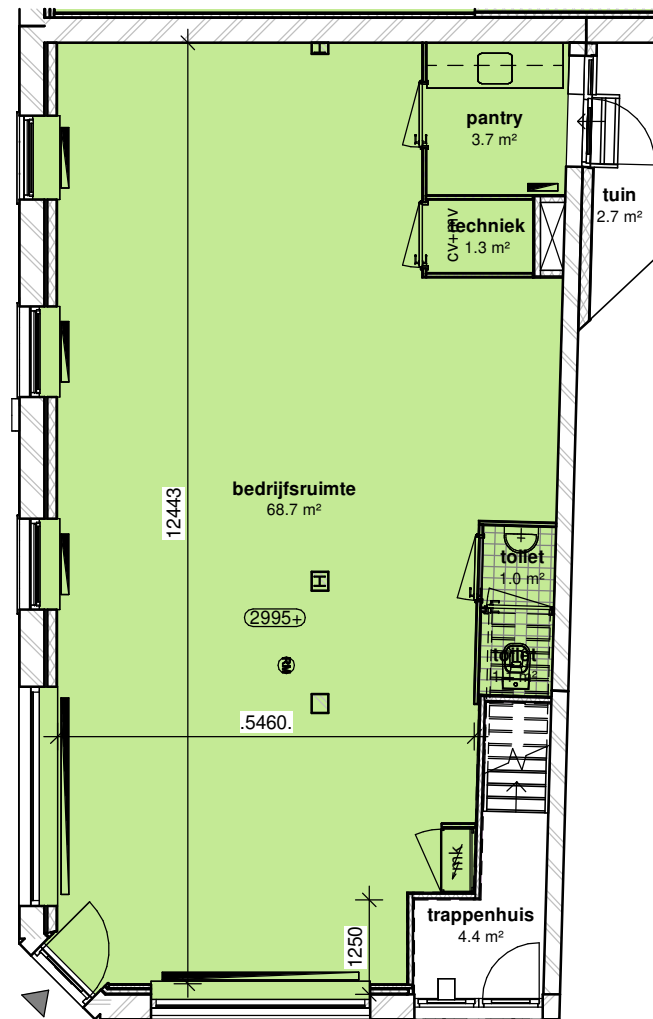 pantry
3.7 m²
tuin
2.7 m²
techniek
1.3 m²
cv+mv
bedrijfsruimte
68.7 m²
12443
toilet
1.0 m²
2995+
toilet
.5460.
mk
1250
trappenhuis
4.4 m²